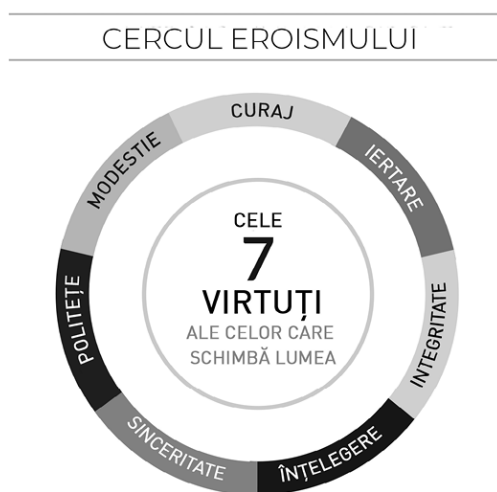 CERCUL EROISMULUI
CURAJ
IERTARE
INTEGRITATE
ÎNȚELEGERE
SINCERITATE
POLITEȚE
MODESTIE
CELE
7
VIRTUȚI
ALE CELOR CARE
SCHIMBĂ LUMEA